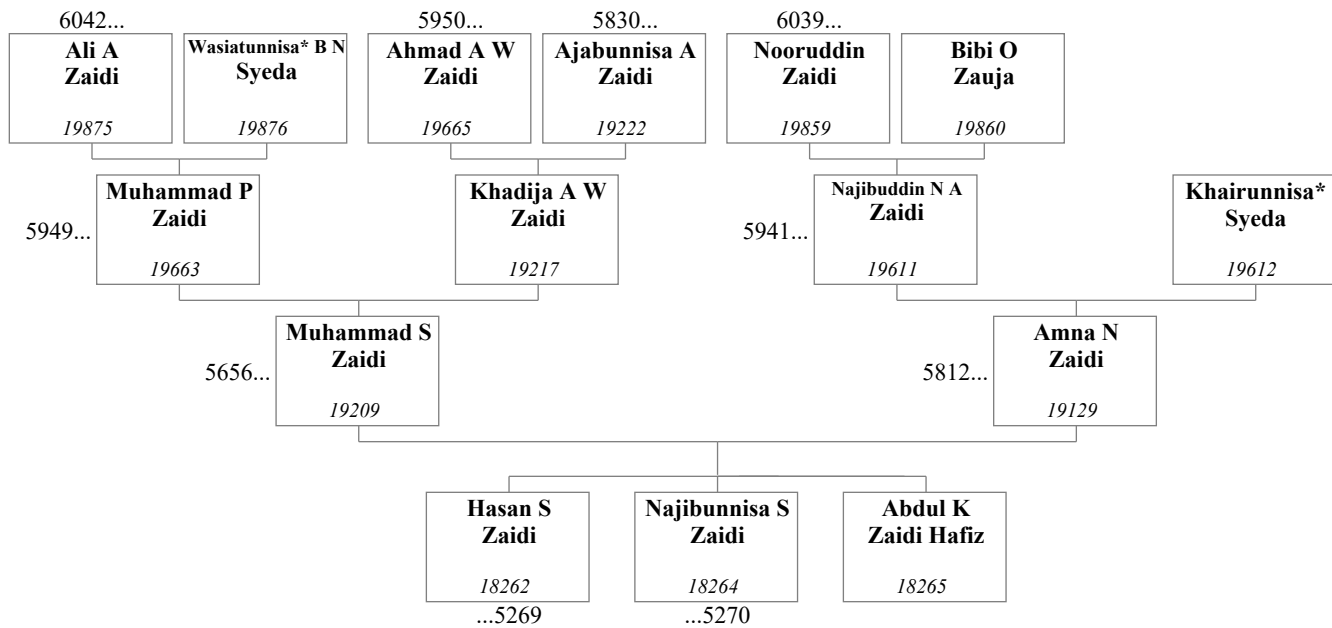 6042...
5950...
5830...
6039...
Ali A
Zaidi
19875
Wasiatunnisa* B N
Syeda
19876
Ahmad A W
Zaidi
19665
Ajabunnisa A
Zaidi
19222
Nooruddin
Zaidi
19859
Bibi O
Zauja
19860
5949...
Muhammad P
Zaidi
19663
Khadija A W
Zaidi
19217
5941...
Najibuddin N A
Zaidi
19611
Khairunnisa*
Syeda
19612
5656...
Muhammad S
Zaidi
19209
5812...
Amna N
Zaidi
19129
Hasan S
Zaidi
18262
...5269
Najibunnisa S
Zaidi
18264
...5270
Abdul K
Zaidi Hafiz
18265